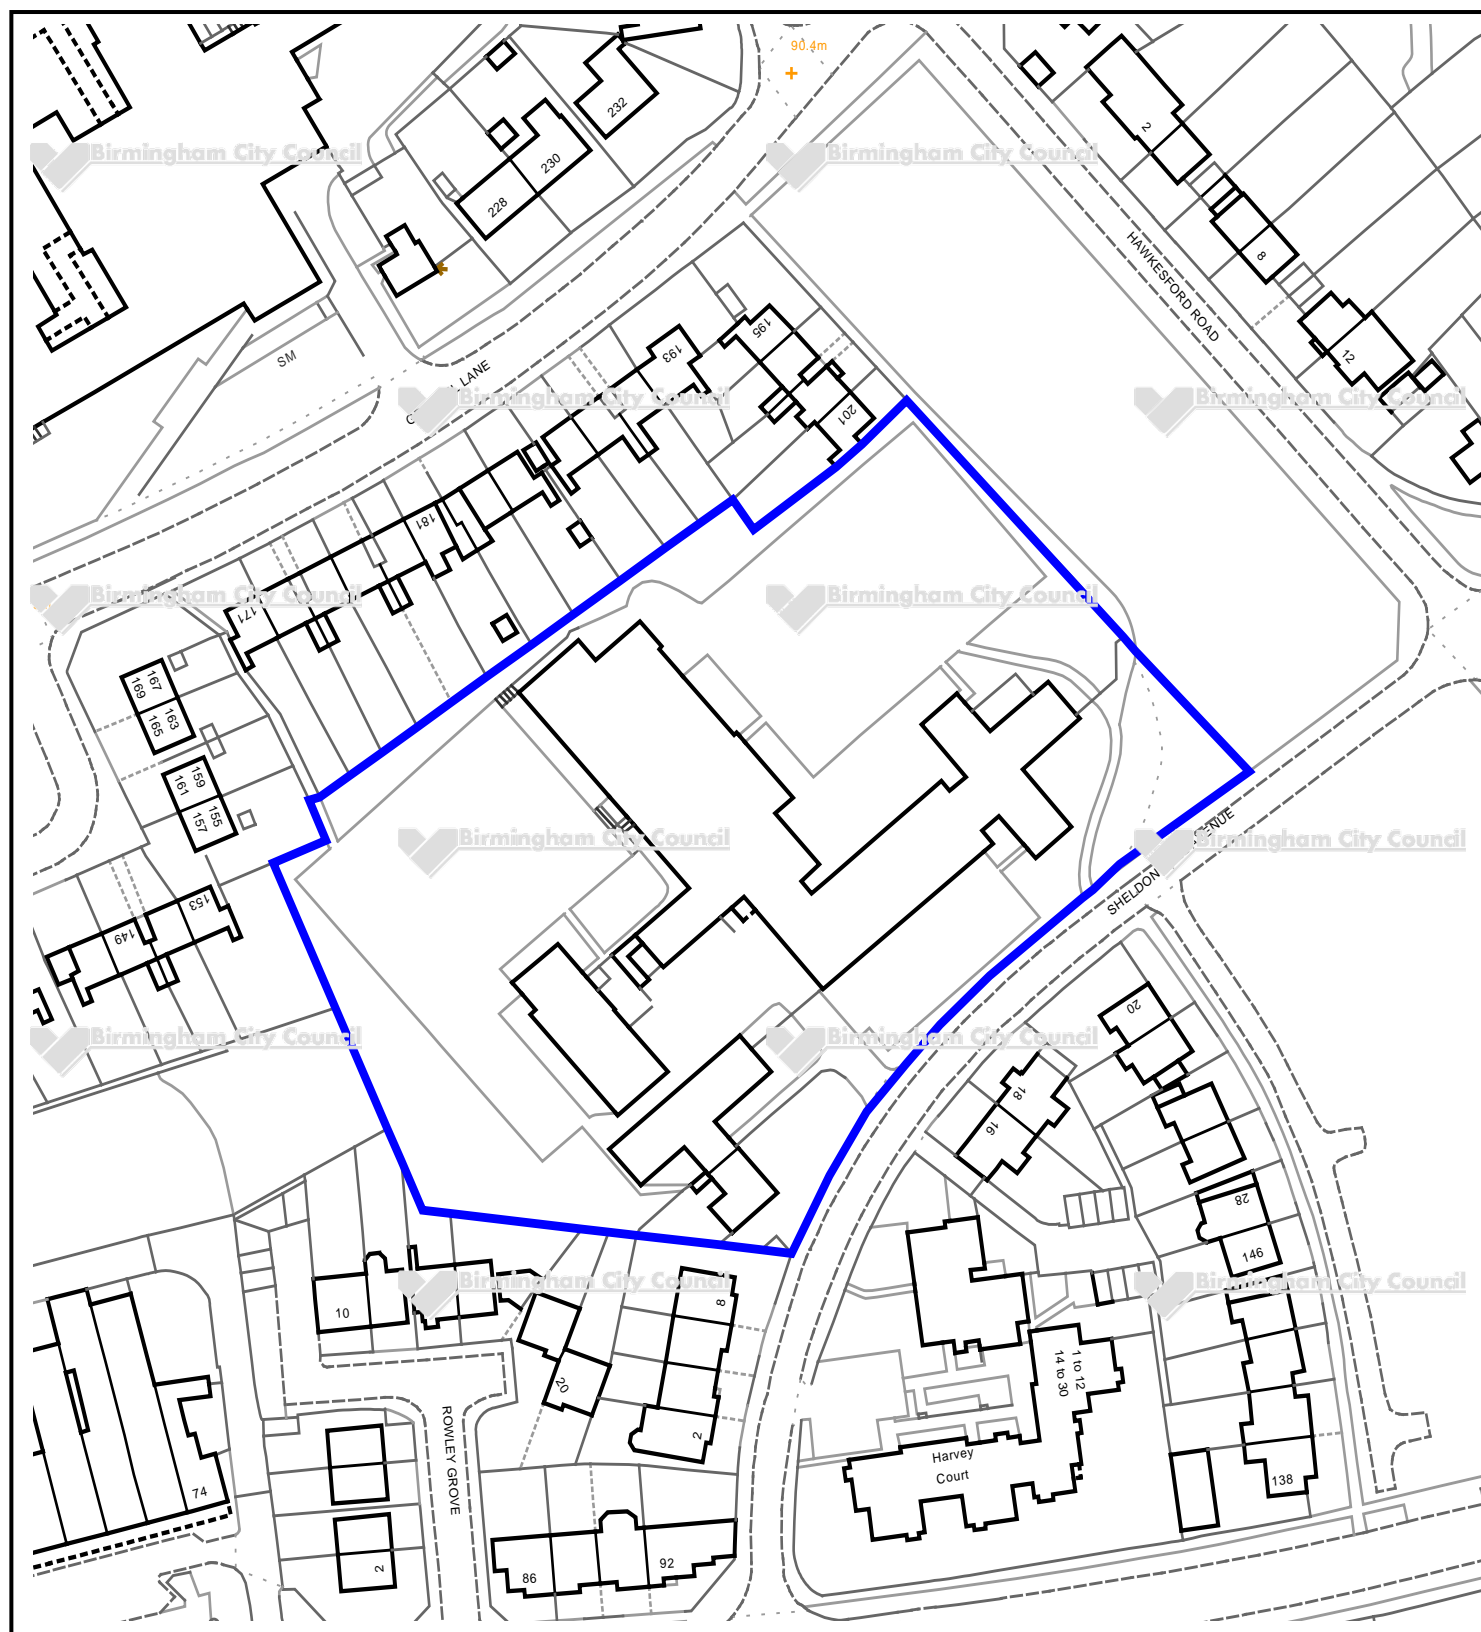 90.4m
232
2
Birmingham City Council
Birmingham City Council
230
228
8
HAWKESFORD ROAD
195
12
193
SM
LANE
Birmingham City Council
Birmingham City Council
201
181
Birmingham City Council
Birmingham City Council
171
167
169
163
165
159
161
155
157
Birmingham City Council
Birmingham City Council
SHELDON
153
149
20
Birmingham City Council
Birmingham City Council
18
16
28
146
10
Birmingham City Council
Birmingham City Council
8
20
1 to 12
14 to 30
2
ROWLEY GROVE
Harvey
Court
138
74
92
86
2